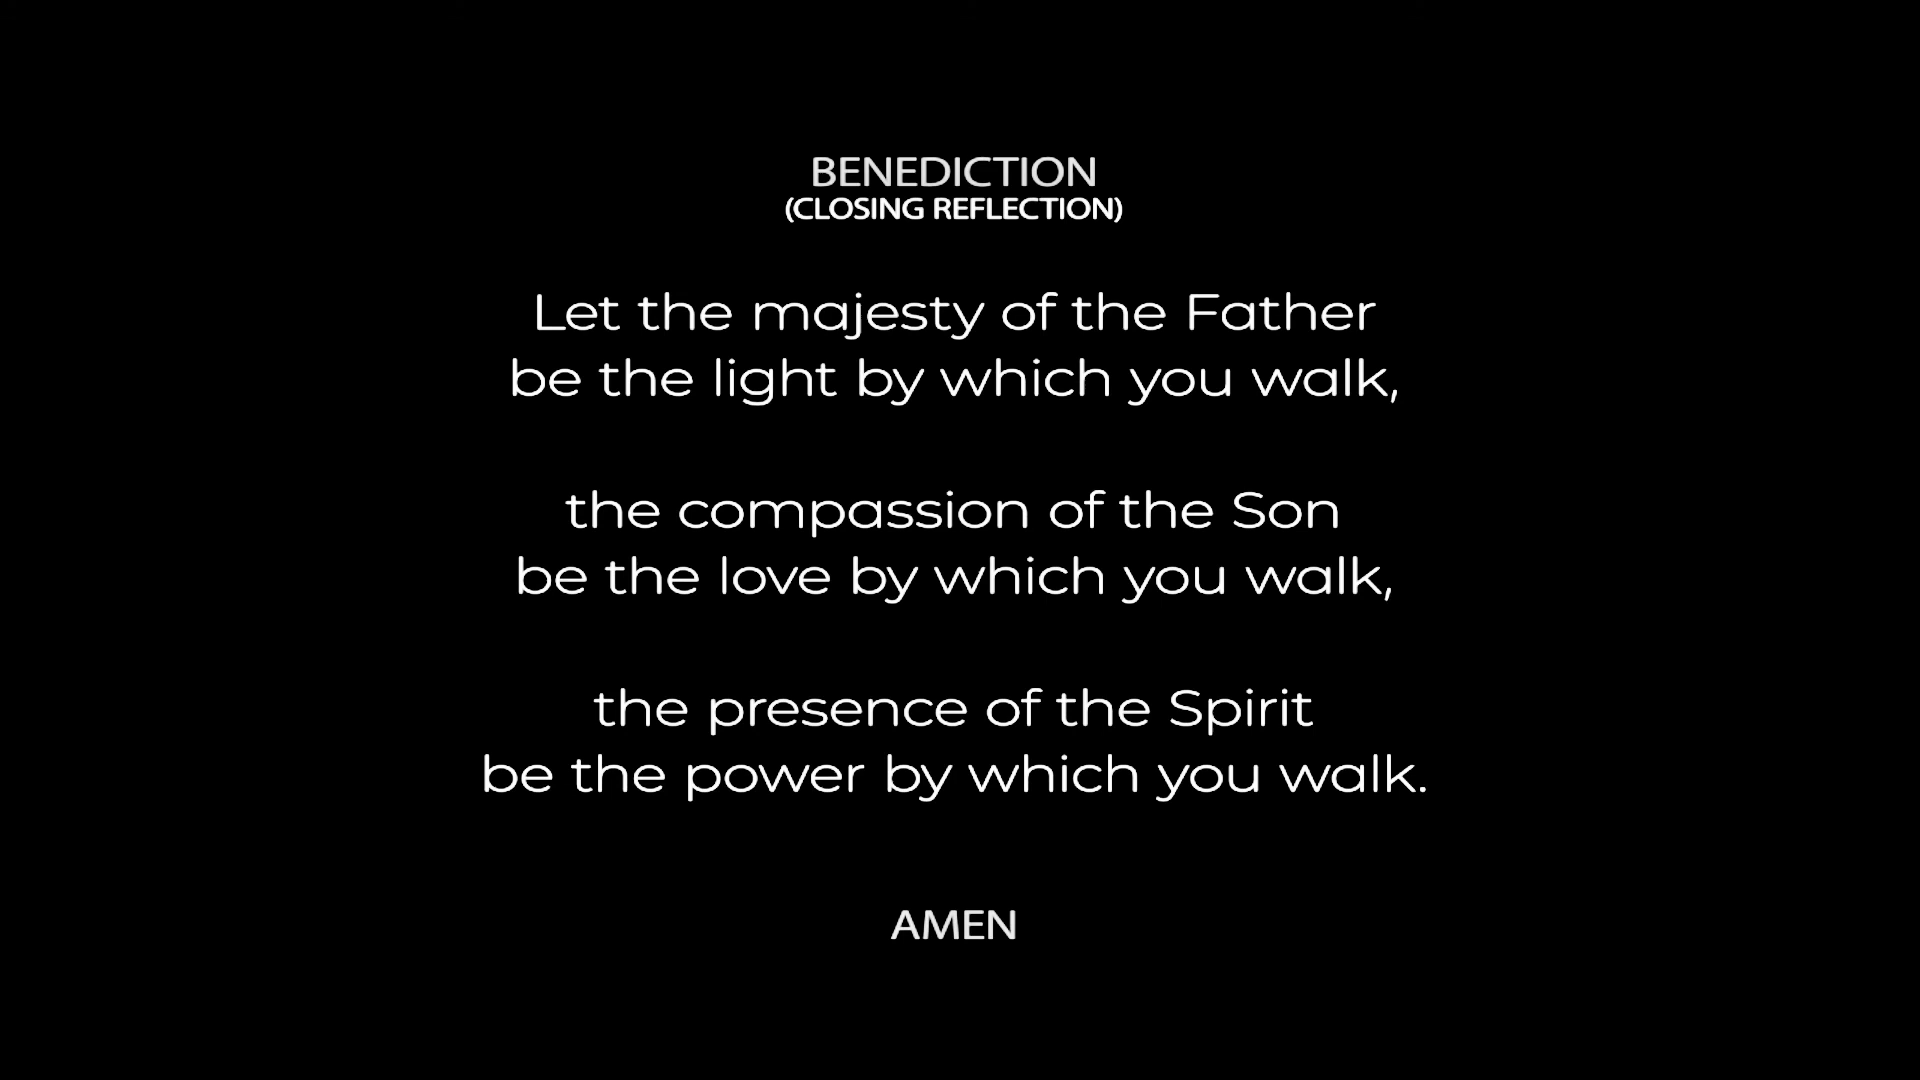 BENEDICTION
(CLOSING REFLECTION)
Let the majesty of the Father
be the light by which you walk,
the compassion of the Son
be the love by which you walk,
the presence of the Spirit
be the power by which you walk.
AMEN